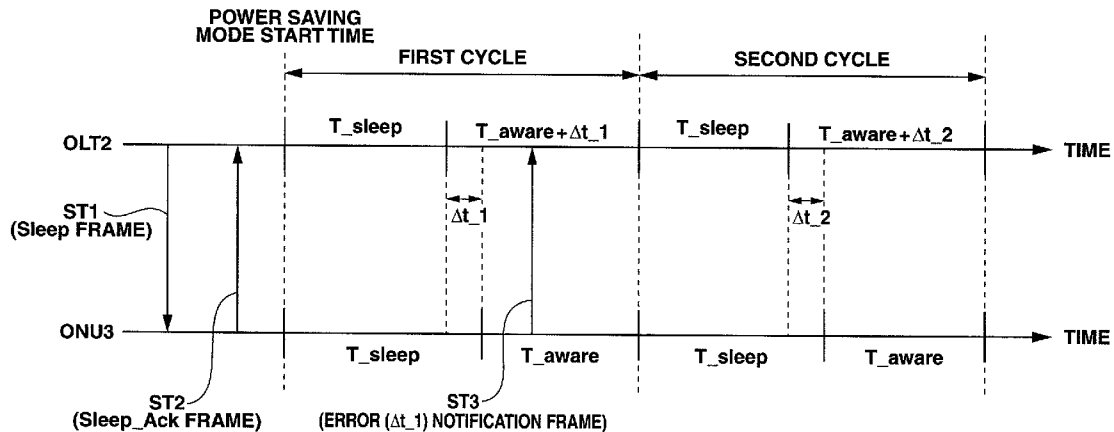 POWER SAVING
MODE START TIME
FIRST CYCLE
SECOND CYCLE
T_sleep
T_aware+Δt_1
T_sleep
T_aware+Δt_2
OLT2
TIME
ST1
(Sleep FRAME)
Δt_1
Δt_2
ONU3
TIME
T_sleep
T_aware
T_sleep
T_aware
ST2
(Sleep_Ack FRAME)
ST3
(ERROR (Δt_1) NOTIFICATION FRAME)